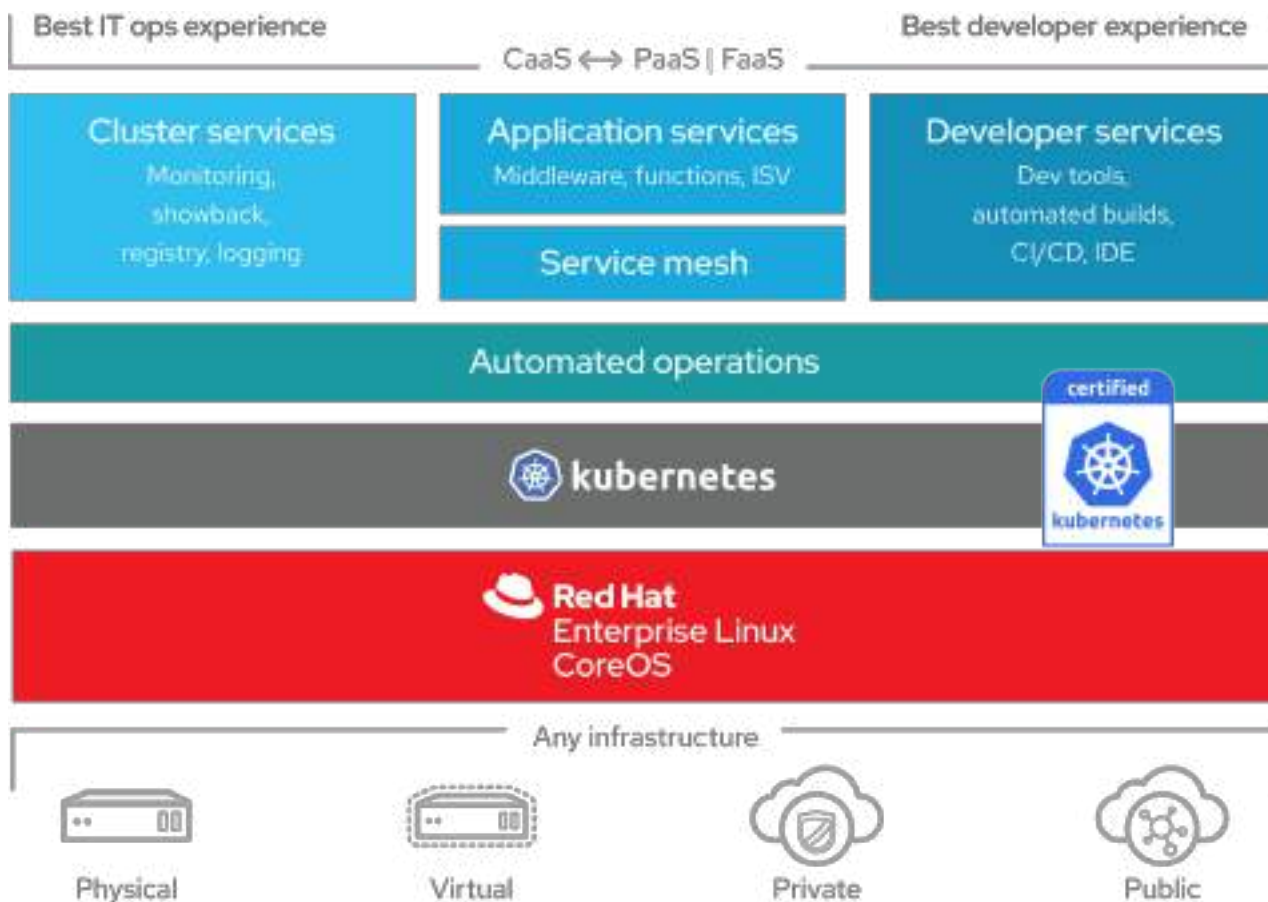 Best IT ops experience
Best developer experience
CaaS ⟷ PaaS | FaaS
Cluster services
Monitoring,
showback,
registry, logging
Application services
Middleware, functions, ISV
Service mesh
Developer services
Dev tools,
automated builds,
CI/CD, IDE
Automated operations
certified
kubernetes
kubernetes
Red Hat
Enterprise Linux
CoreOS
Any infrastructure
Physical
Virtual
Private
Public